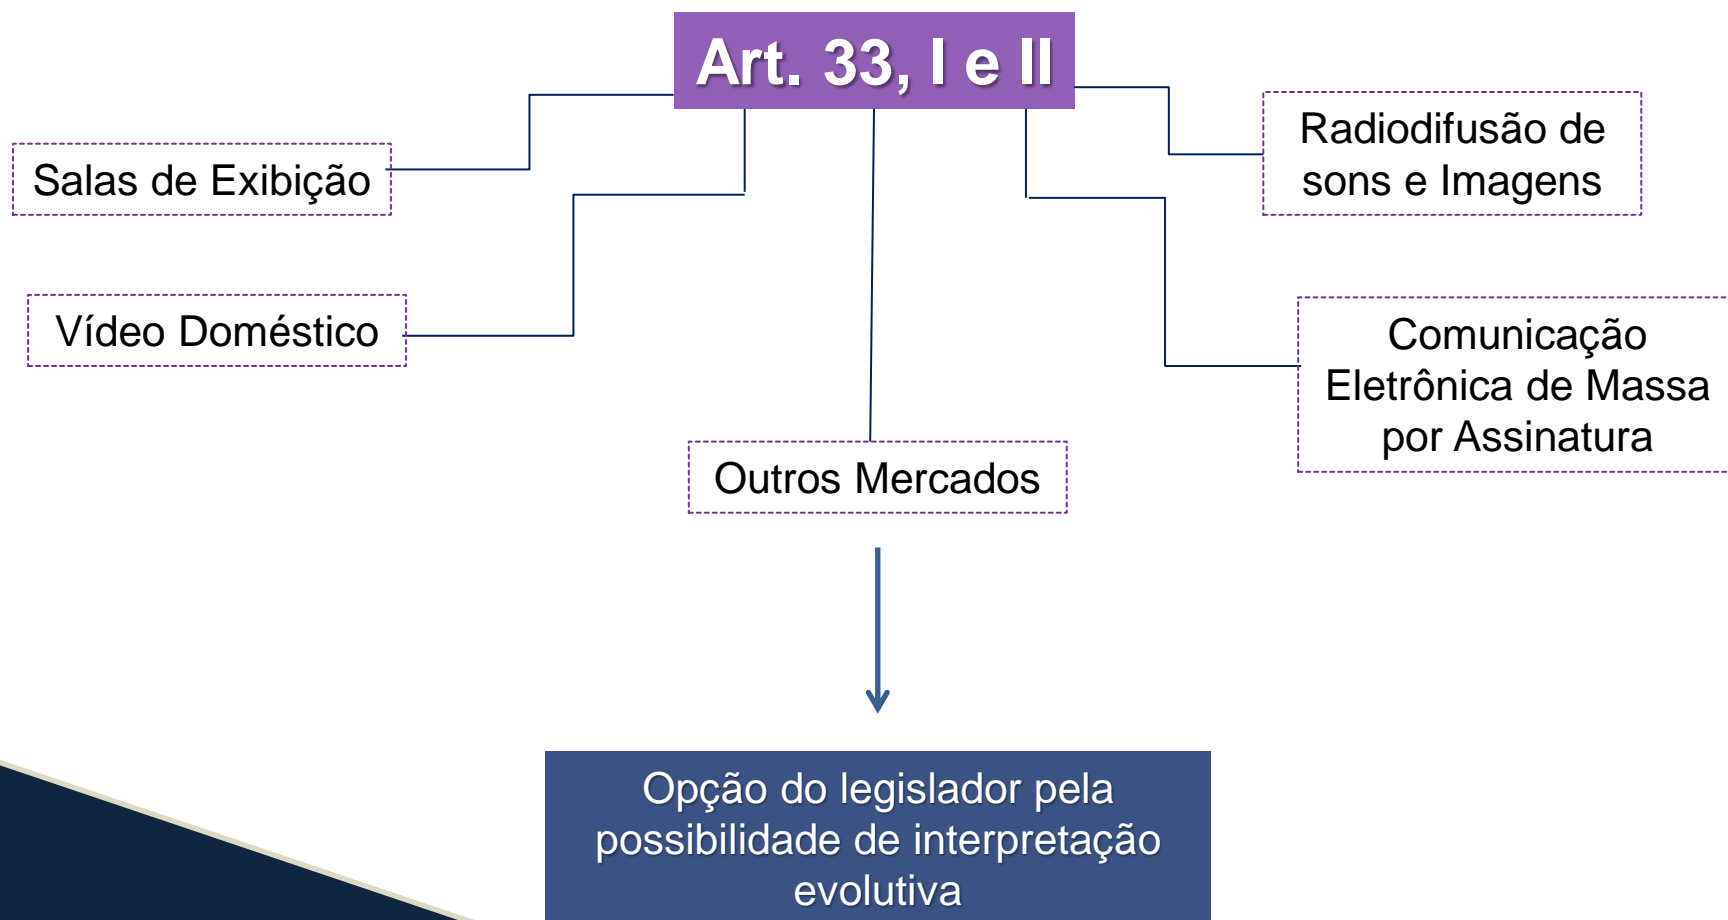 Art. 33, I e II
Salas de Exibição
Radiodifusão de
sons e Imagens
Vídeo Doméstico
Comunicação
Eletrônica de Massa
por Assinatura
Outros Mercados
Opção do legislador pela
possibilidade de interpretação
evolutiva